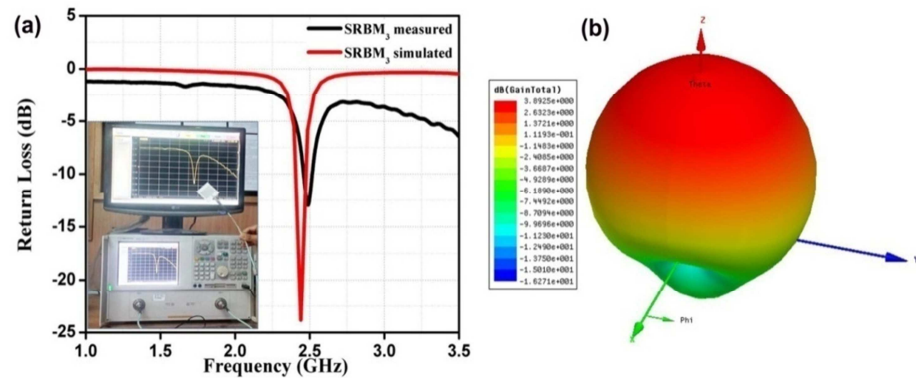 (a)
5
0
-5
-10
-15
-20
-25
Return Loss (dB)
SRBM3 measured
SRBM3 simulated
1.0 1.5 2.0 2.5 3.0 3.5
Frequency (GHz)
(b)
dB(GainTotal)
3.8925e+000
2.6323e+000
1.3721e+000
1.1193e-001
-1.1483e+000
-2.4085e+000
-3.6687e+000
-4.9289e+000
-6.1890e+000
-7.4492e+000
-8.7094e+000
-9.9696e+000
-1.1230e+001
-1.2490e+001
-1.3750e+001
-1.5010e+001
-1.6271e+001
Z
Theta
Y
X
Phi